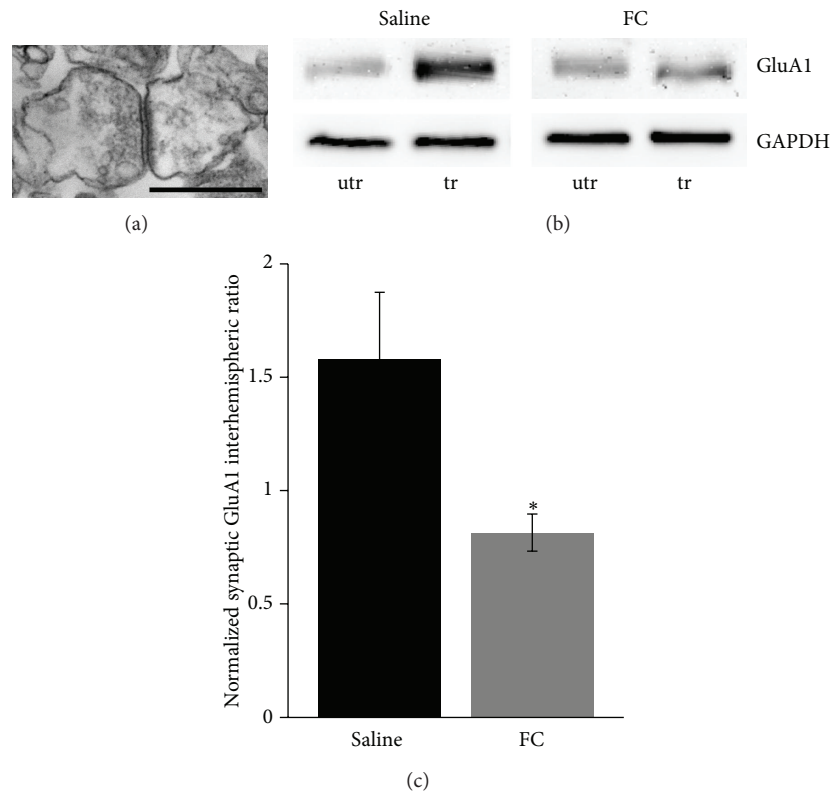 Saline FC
GluA1
GAPDH
utr tr utr tr
(a) (b)
Normalized synaptic GluA1 interhemispheric ratio
2
1.5
1
0.5
0
*
Saline FC
(c)